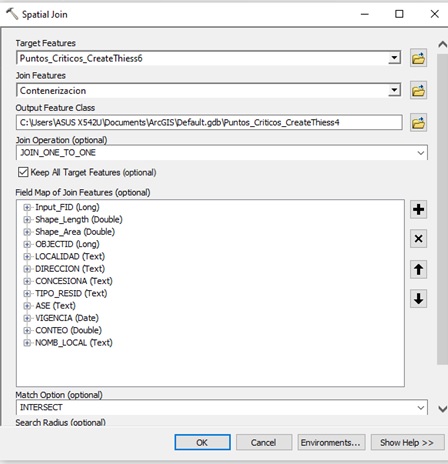 Spatial Join
Target Features
Puntos_Criticos_CreateThiess6
Join Features
Contenerizacion
Output Feature Class
C:\Users\ASUS X542U\Documents\ArcGIS\Default.gdb\Puntos_Criticos_CreateThiess4
Join Operation (optional)
JOIN_ONE_TO_ONE
Keep All Target Features (optional)
Field Map of Join Features (optional)
Input_FID (Long)
Shape_Length (Double)
Shape_Area (Double)
OBJECTID (Long)
LOCALIDAD (Text)
DIRECCION (Text)
CONCESIONA (Text)
TIPO_RESID (Text)
ASE (Text)
VIGENCIA (Date)
CONTEO (Double)
NOMB_LOCAL (Text)
Match Option (optional)
INTERSECT
Search Radius (optional)
OK Cancel Environments... Show Help >>